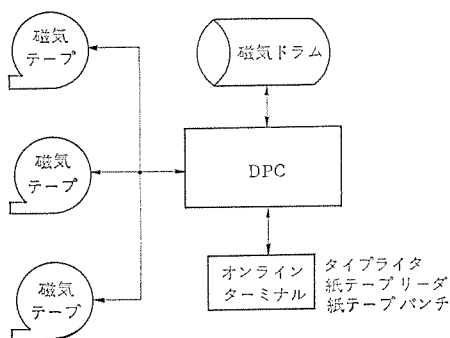 磁気
テープ
磁気ドラム
磁気
テープ
DPC
磁気
テープ
オンライン
ターミナル
タイプライタ
紙テープリーダ
紙テープパンチ